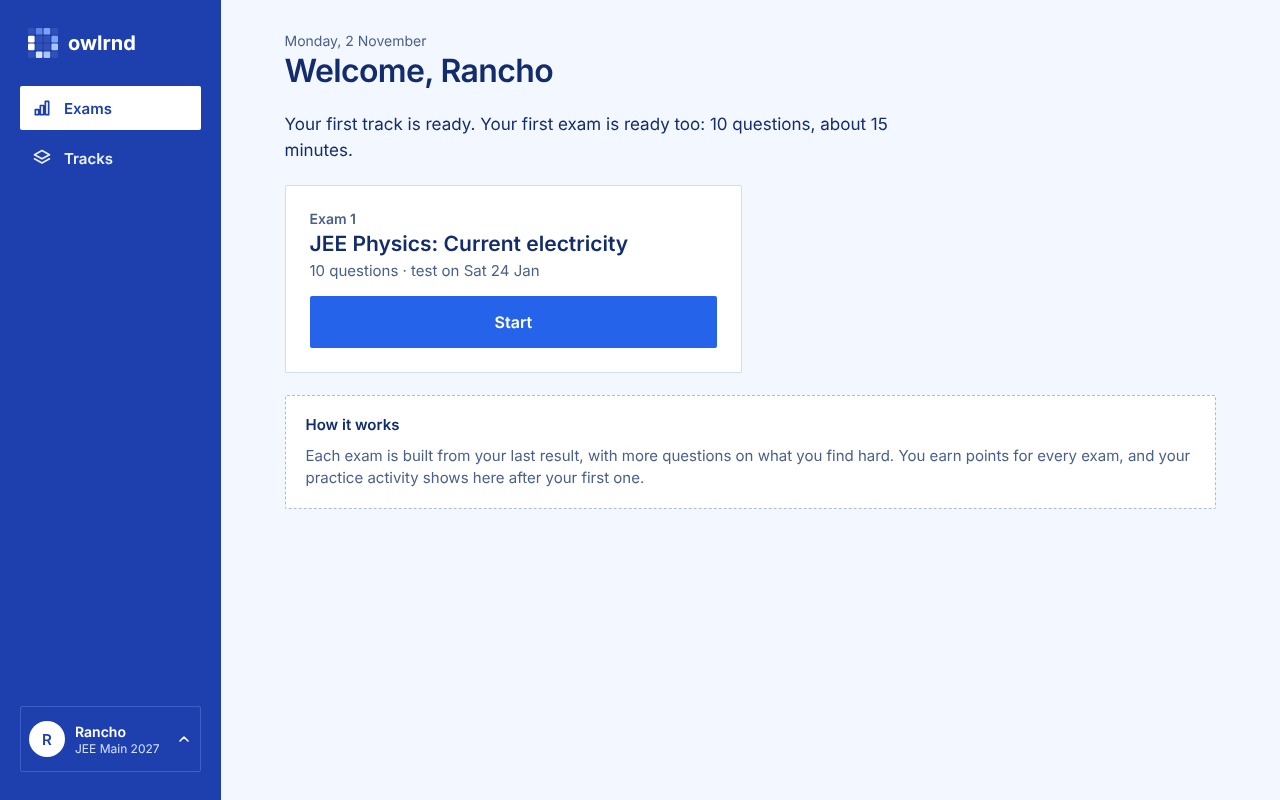 owlrnd
Exams
Tracks
Rancho
JEE Main 2027
R
Monday, 2 November
Welcome, Rancho
Your first track is ready. Your first exam is ready too: 10 questions, about 15
minutes.
Exam 1
JEE Physics: Current electricity
10 questions · test on Sat 24 Jan
Start
How it works
Each exam is built from your last result, with more questions on what you find hard. You earn points for every exam, and your
practice activity shows here after your first one.